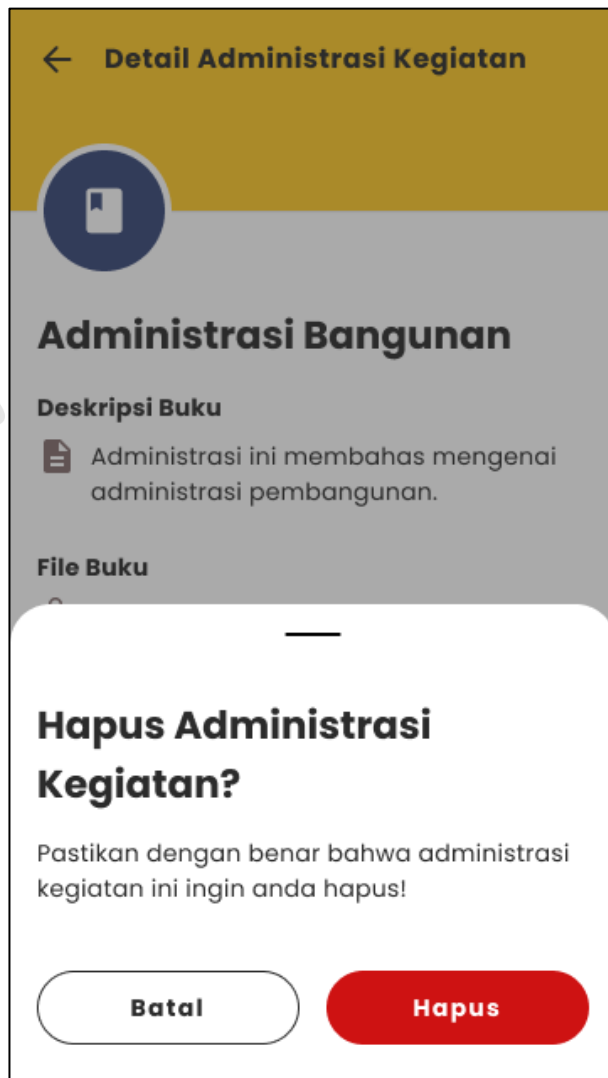 Detail Administrasi Kegiatan
Administrasi Bangunan
Deskripsi Buku
Administrasi ini membahas mengenai
administrasi pembangunan.
File Buku
Hapus Administrasi
Kegiatan?
Pastikan dengan benar bahwa administrasi
kegiatan ini ingin anda hapus!
Batal
Hapus